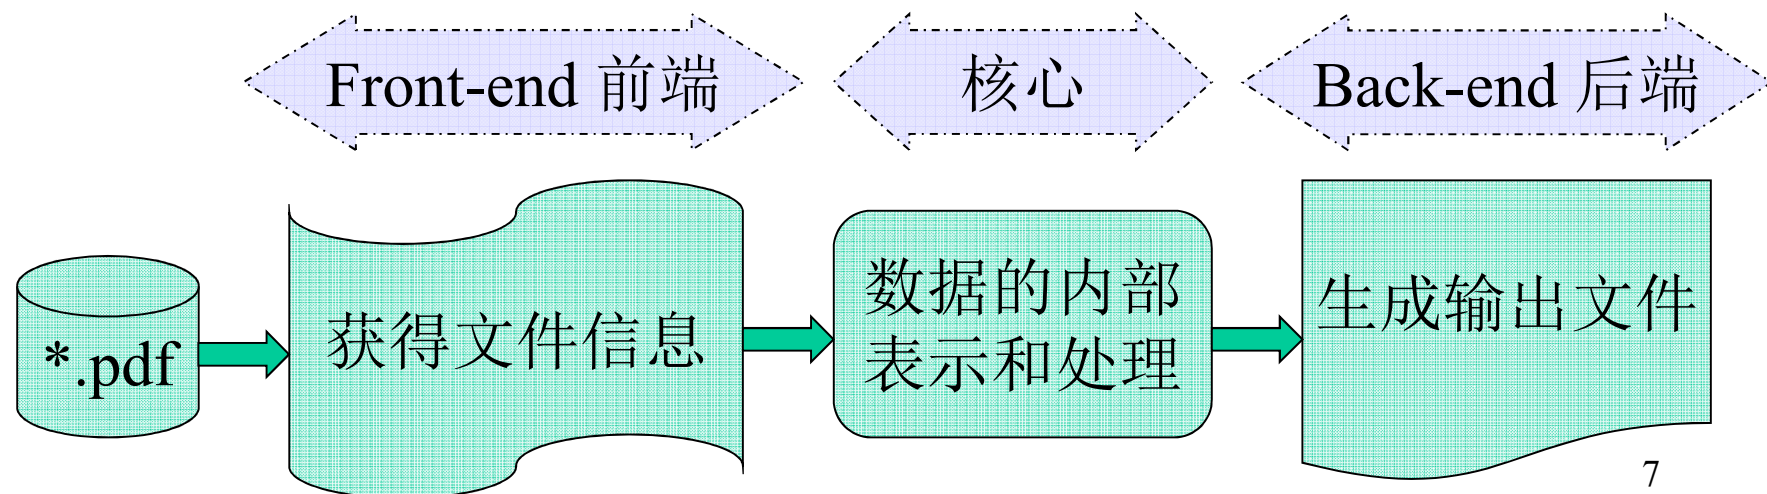 Front-end 前端
核心
Back-end 后端
*.pdf
获得文件信息
数据的内部
表示和处理
生成输出文件
7